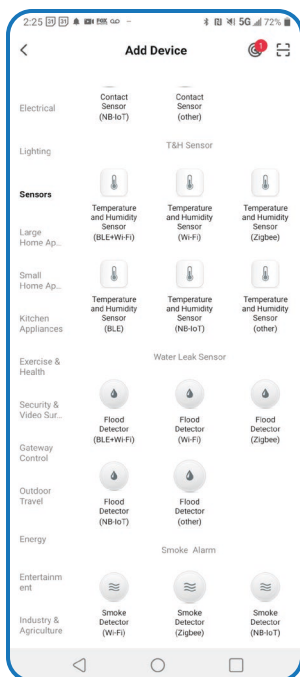 2:25 31 31 FOX 5G 72%
Add Device
1
Electrical
Lighting
Sensors
Large
Home Ap...
Small
Home Ap...
Kitchen
Appliances
Exercise &
Health
Security &
Video Sur...
Gateway
Control
Outdoor
Travel
Energy
Entertainm
ent
Industry &
Agriculture
Contact
Sensor
(NB-IoT)
Contact
Sensor
(other)
T&H Sensor
Temperature
and Humidity
Sensor
(BLE+Wi-Fi)
Temperature
and Humidity
Sensor
(Wi-Fi)
Temperature
and Humidity
Sensor
(Zigbee)
Temperature
and Humidity
Sensor
(BLE)
Temperature
and Humidity
Sensor
(NB-IoT)
Temperature
and Humidity
Sensor
(other)
Water Leak Sensor
Flood
Detector
(BLE+Wi-Fi)
Flood
Detector
(Wi-Fi)
Flood
Detector
(Zigbee)
Flood
Detector
(NB-IoT)
Flood
Detector
(other)
Smoke Alarm
Smoke
Detector
(Wi-Fi)
Smoke
Detector
(Zigbee)
Smoke
Detector
(NB-IoT)